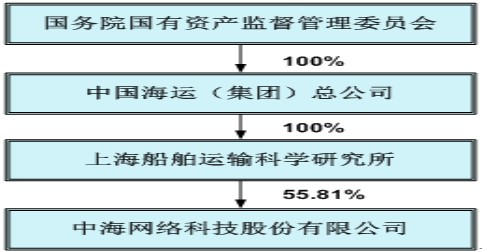 国务院国有资产监督管理委员会
100%
中国海运（集团）总公司
100%
上海船舶运输科学研究所
55.81%
中海网络科技股份有限公司